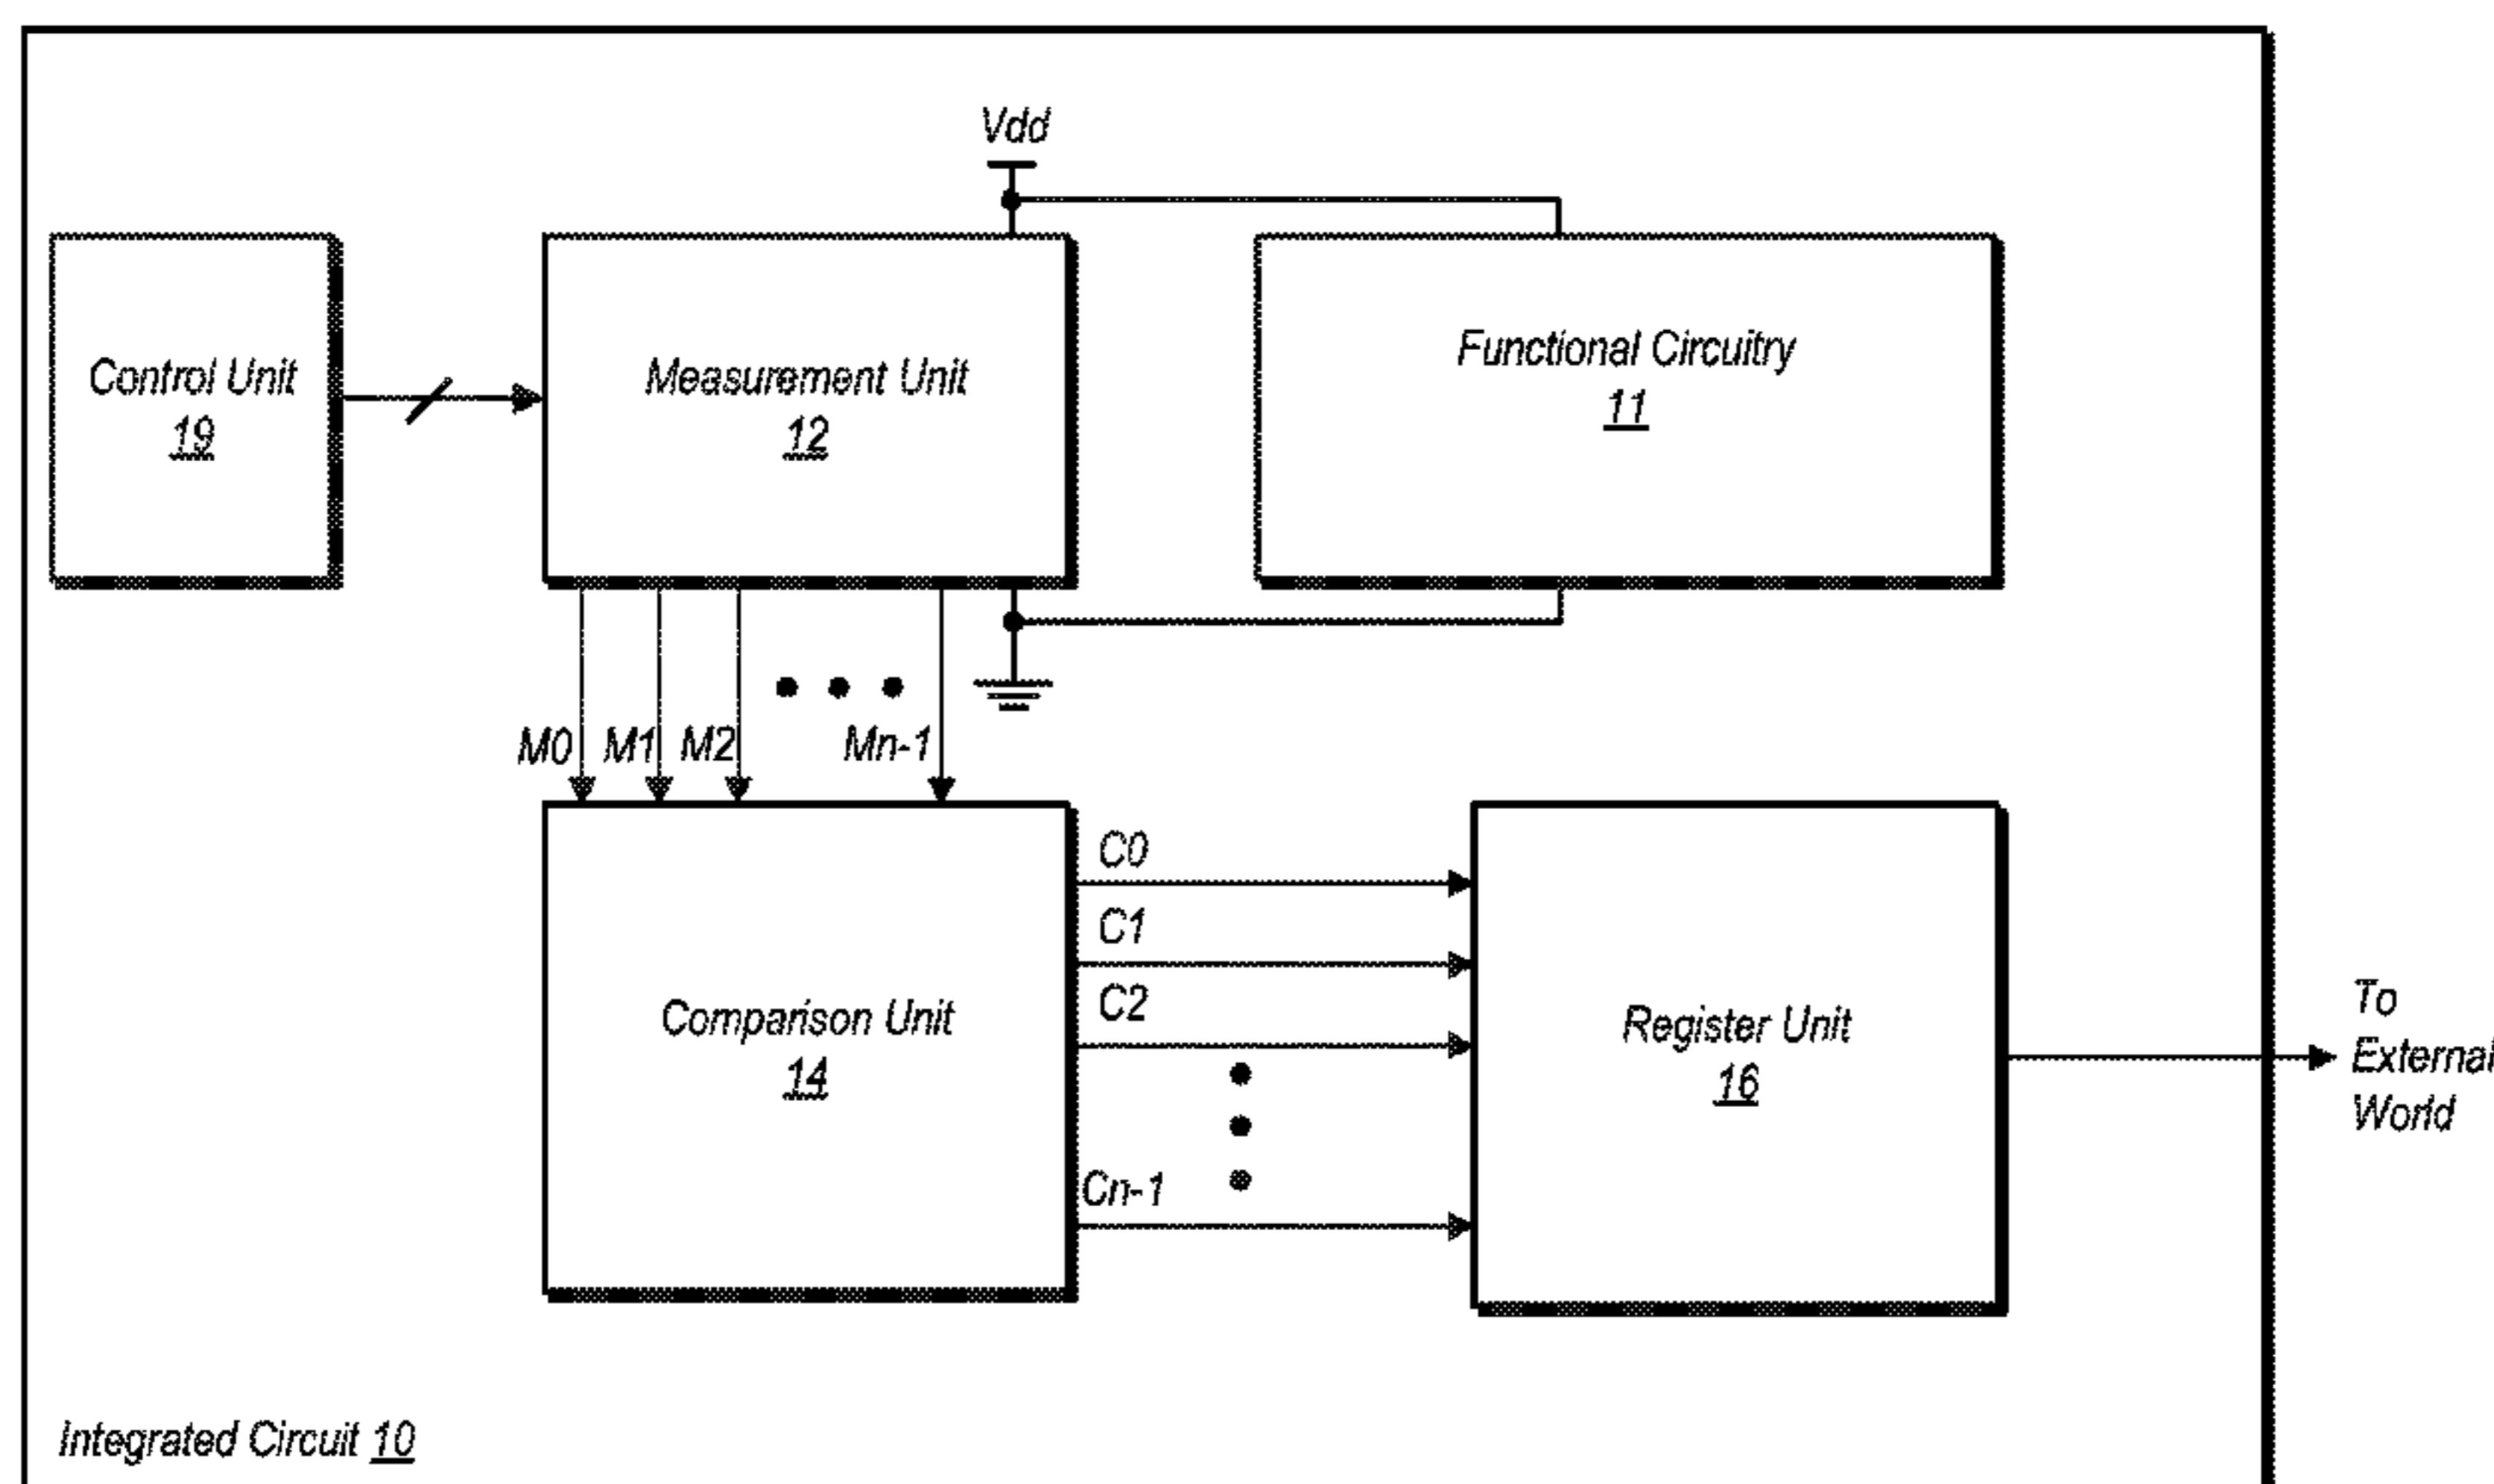 Vdd
Control Unit
19
Measurement Unit
12
Functional Circuitry
11
M0 M1 M2 Mn-1
C0
C1
C2
Cn-1
Comparison Unit
14
Register Unit
16
To
External
World
Integrated Circuit 10